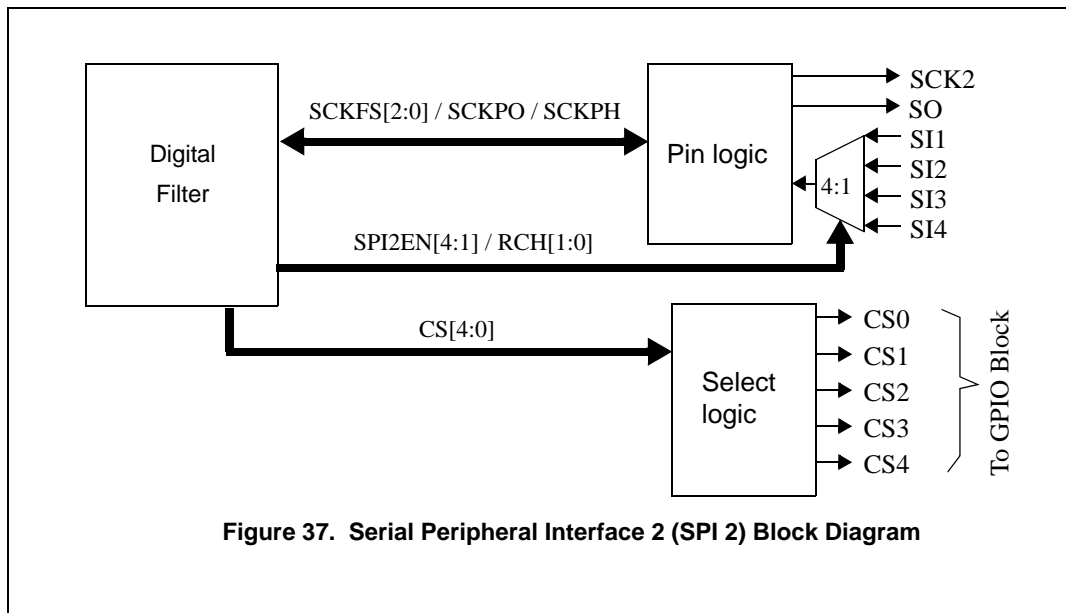 Digital
Filter
SCKFS[2:0] / SCKPO / SCKPH
SPI2EN[4:1] / RCH[1:0]
CS[4:0]
Pin logic
4:1
SCK2
SO
SI1
SI2
SI3
SI4
Select
logic
CS0
CS1
CS2
CS3
CS4
To GPIO Block
Figure 37. Serial Peripheral Interface 2 (SPI 2) Block Diagram